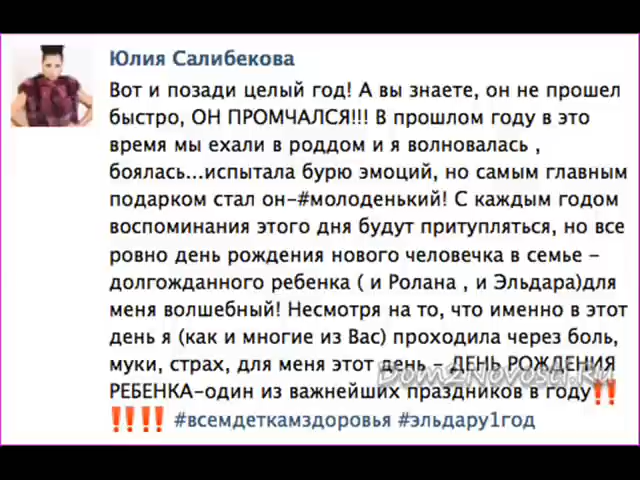 Юлия Салибекова
Вот и позади целый год! А вы знаете, он не прошел
быстро, ОН ПРОМЧАЛСЯ!!! В прошлом году в это
время мы ехали в роддом и я волновалась ,
боялась...испытала бурю эмоций, но самым главным
подарком стал он-#молоденький! С каждым годом
воспоминания этого дня будут притупляться, но все
ровно день рождения нового человечка в семье –
долгожданного ребенка ( и Ролана , и Эльдара)для
меня волшебный! Несмотря на то, что именно в этот
день я (как и многие из Вас) проходила через боль,
муки, страх, для меня этот день – ДЕНЬ РОЖДЕНИЯ
Dom2Novosti.Ru
РЕБЕНКА-один из важнейших праздников в году‼️
‼️‼️ #всемдеткамздоровья #эльдару1год